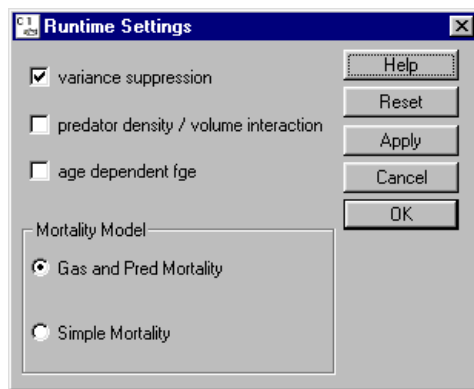 Runtime Settings
variance suppression
predator density / volume interaction
age dependent fge
Mortality Model
Gas and Pred Mortality
Simple Mortality
Help
Reset
Apply
Cancel
OK